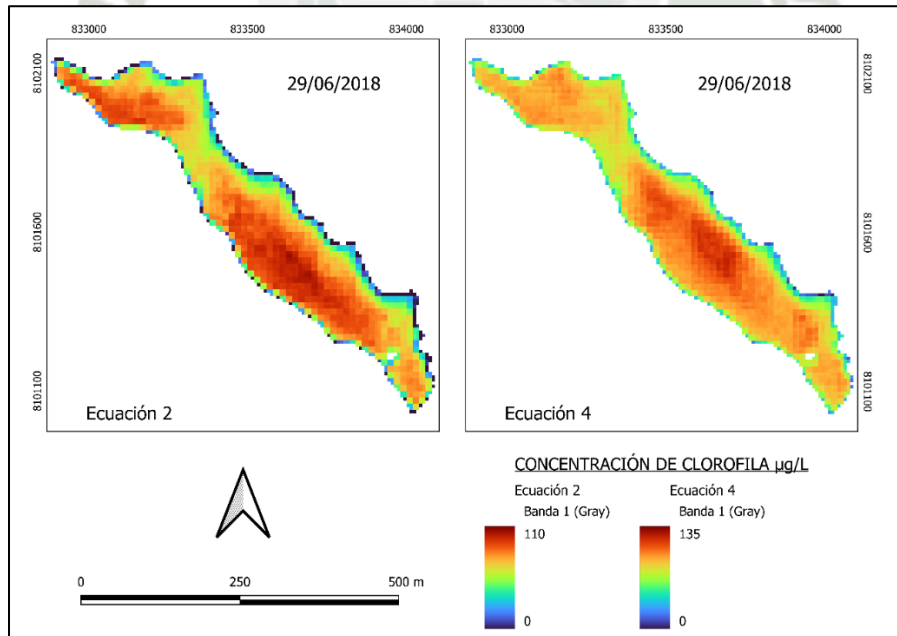 833000 833500 834000
833000 833500 834000
8102100
8101600
8101100
29/06/2018
Ecuación 2
29/06/2018
Ecuación 4
8102100
8101600
8101100
CONCENTRACIÓN DE CLOROFILA µg/L
Ecuación 2 Ecuación 4
Banda 1 (Gray) Banda 1 (Gray)
110 135
0 0
0 250 500 m